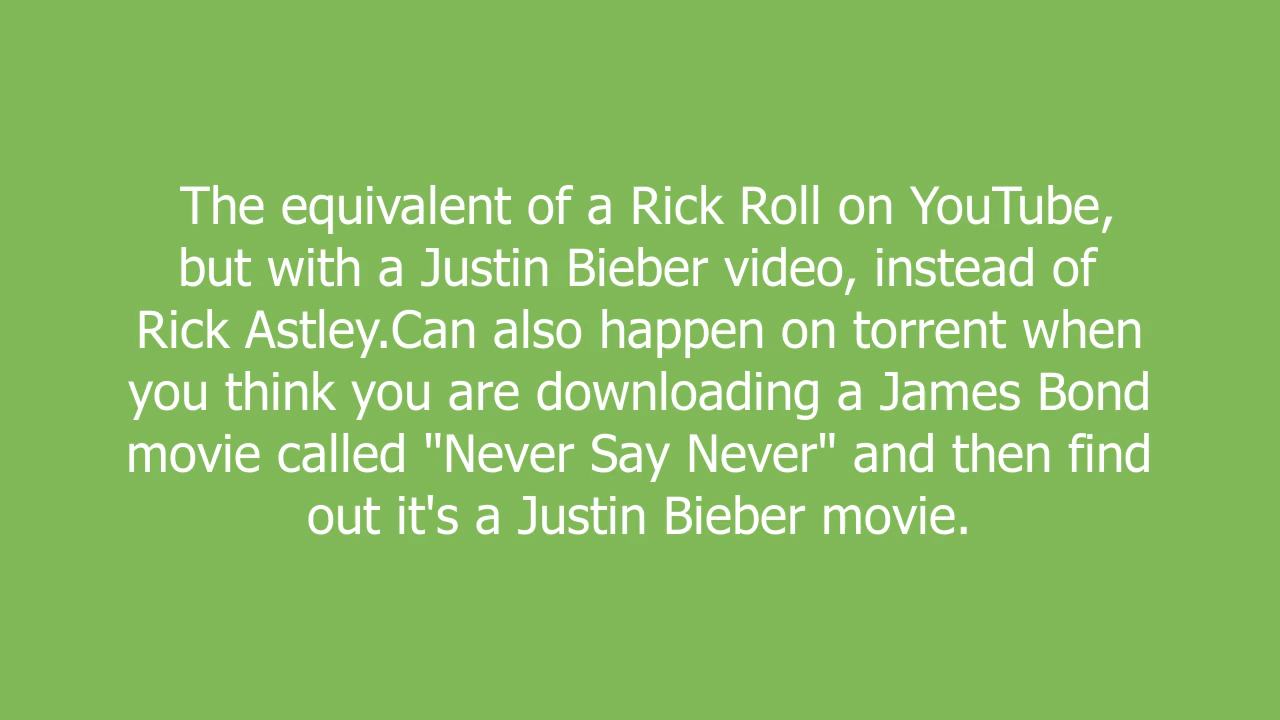 The equivalent of a Rick Roll on YouTube,
but with a Justin Bieber video, instead of
Rick Astley.Can also happen on torrent when
you think you are downloading a James Bond
movie called "Never Say Never" and then find
out it's a Justin Bieber movie.